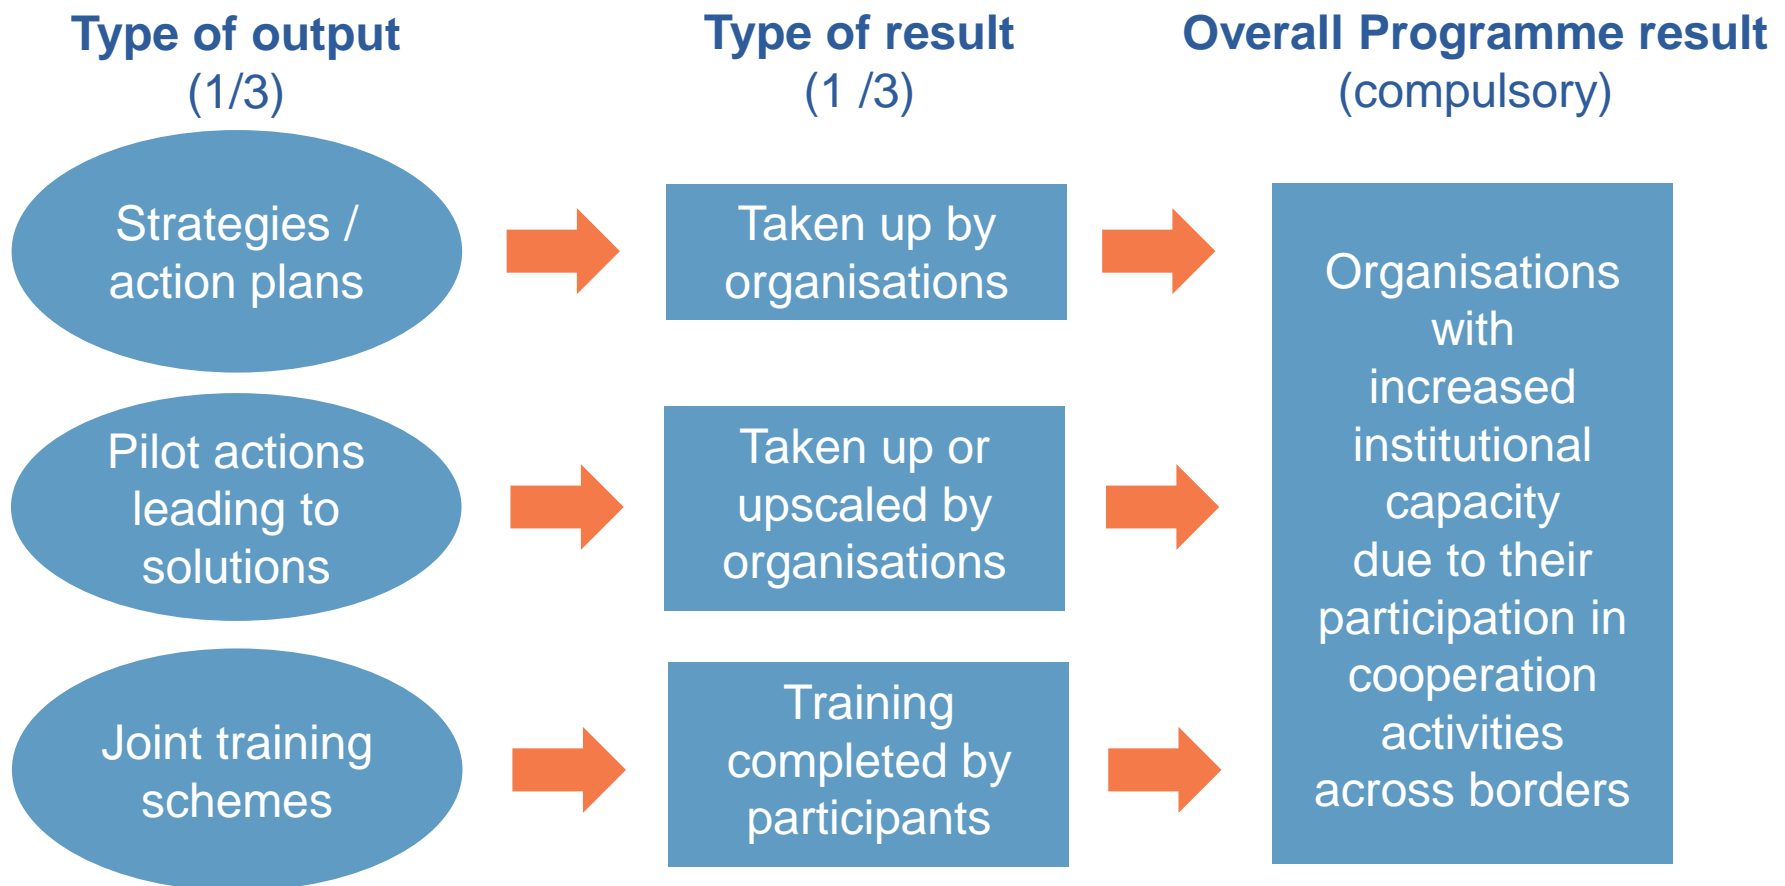 Type of output
(1/3)
Type of result
(1 /3)
Overall Programme result
(compulsory)
Strategies /
action plans
Taken up by
organisations
Pilot actions
leading to
solutions
Taken up or
upscaled by
organisations
Joint training
schemes
Training
completed by
participants
Organisations
with
increased
institutional
capacity
due to their
participation in
cooperation
activities
across borders